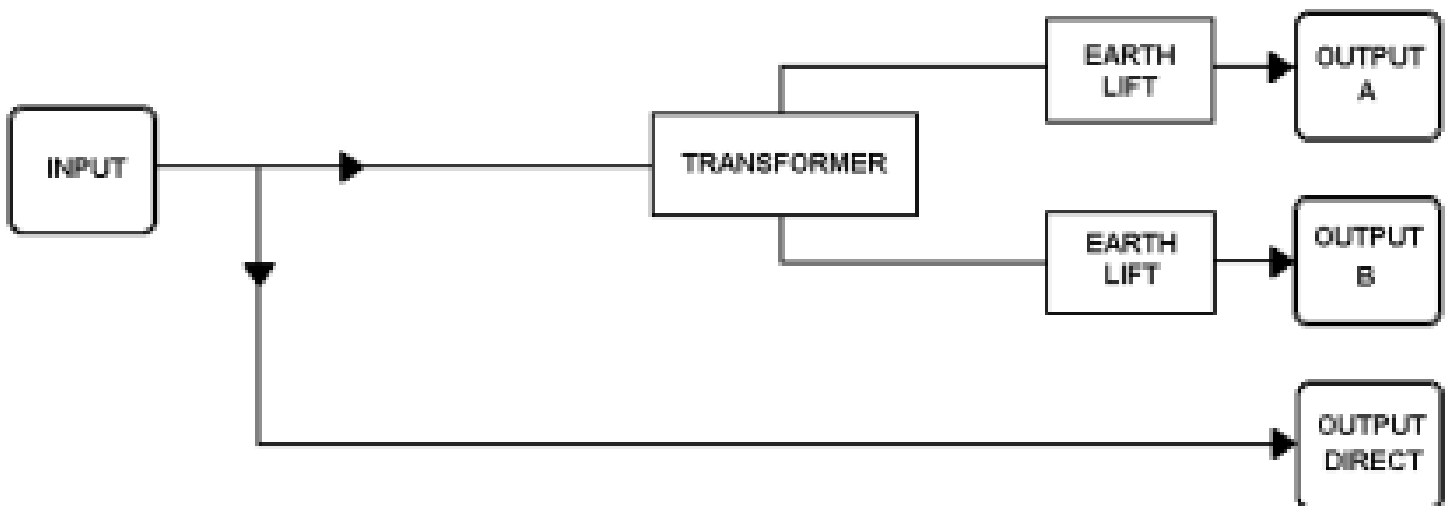 INPUT
TRANSFORMER
EARTH
LIFT
OUTPUT
A
EARTH
LIFT
OUTPUT
B
OUTPUT
DIRECT